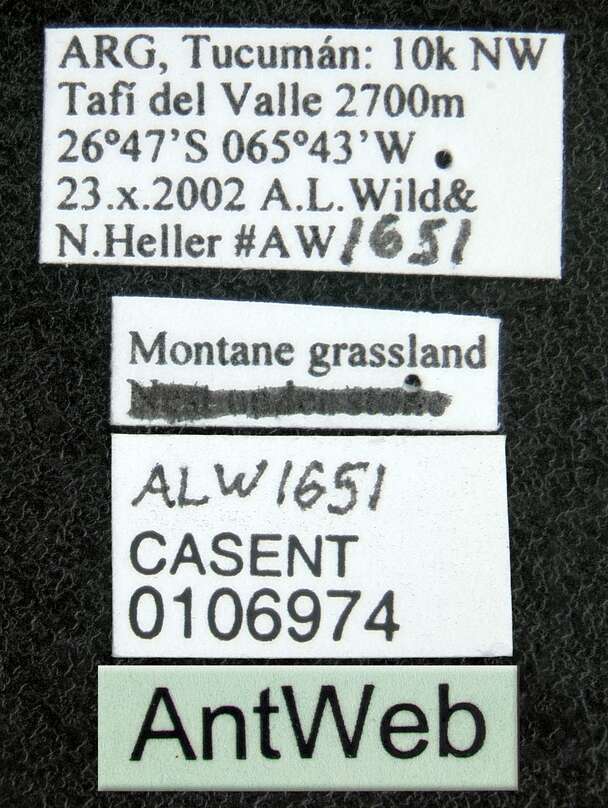 ARG, Tucumán: 10k NW
Tafí del Valle 2700m
26°47'S 065°43'W
23.x.2002 A.L.Wild&
N.Heller #AW1651
Montane grassland
ALW1651
CASENT
0106974
AntWeb